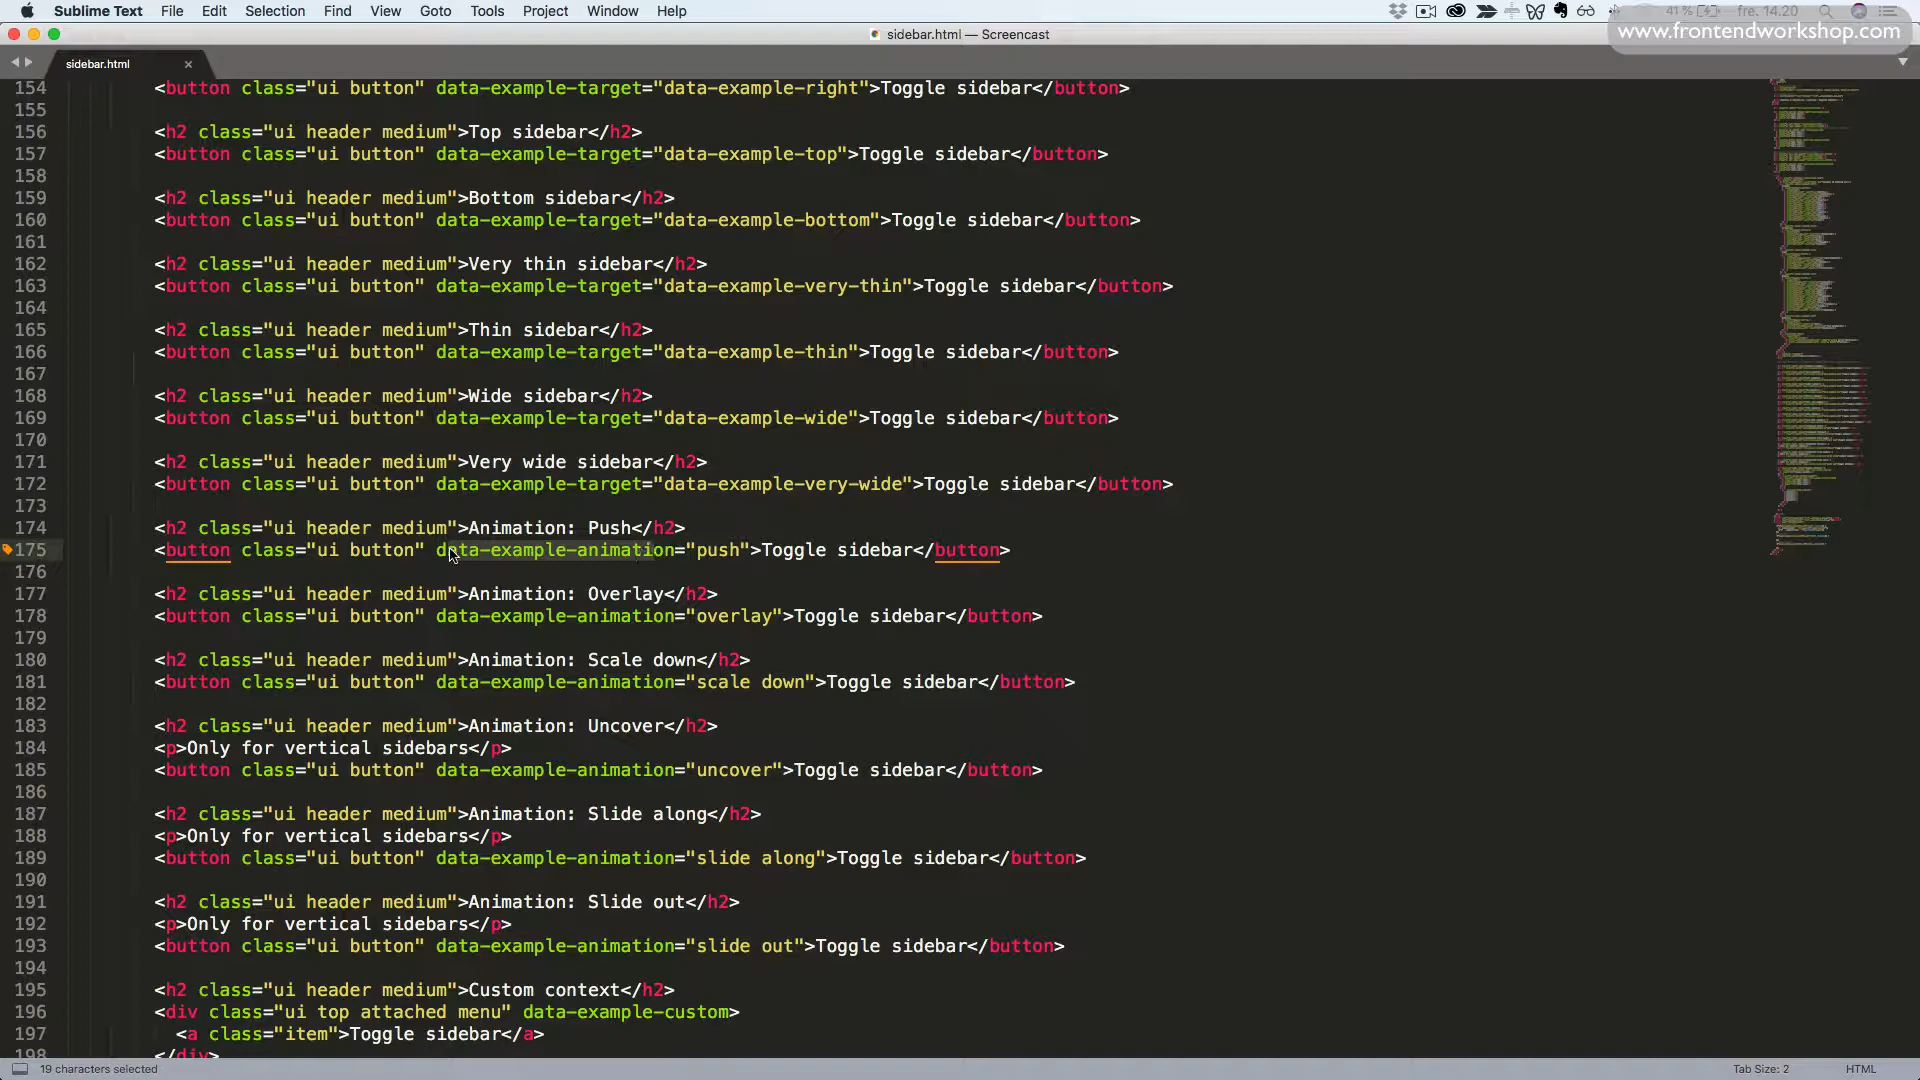 Sublime Text File Edit Selection Find View Goto Tools Project Window Help 41% fre. 14.20
sidebar.html — Screencast
www.frontendworkshop.com
sidebar.html
154 <button class="ui button" data-example-target="data-example-right">Toggle sidebar</button>
155
156 <h2 class="ui header medium">Top sidebar</h2>
157 <button class="ui button" data-example-target="data-example-top">Toggle sidebar</button>
158
159 <h2 class="ui header medium">Bottom sidebar</h2>
160 <button class="ui button" data-example-target="data-example-bottom">Toggle sidebar</button>
161
162 <h2 class="ui header medium">Very thin sidebar</h2>
163 <button class="ui button" data-example-target="data-example-very-thin">Toggle sidebar</button>
164
165 <h2 class="ui header medium">Thin sidebar</h2>
166 <button class="ui button" data-example-target="data-example-thin">Toggle sidebar</button>
167
168 <h2 class="ui header medium">Wide sidebar</h2>
169 <button class="ui button" data-example-target="data-example-wide">Toggle sidebar</button>
170
171 <h2 class="ui header medium">Very wide sidebar</h2>
172 <button class="ui button" data-example-target="data-example-very-wide">Toggle sidebar</button>
173
174 <h2 class="ui header medium">Animation: Push</h2>
175 <button class="ui button" data-example-animation="push">Toggle sidebar</button>
176
177 <h2 class="ui header medium">Animation: Overlay</h2>
178 <button class="ui button" data-example-animation="overlay">Toggle sidebar</button>
179
180 <h2 class="ui header medium">Animation: Scale down</h2>
181 <button class="ui button" data-example-animation="scale down">Toggle sidebar</button>
182
183 <h2 class="ui header medium">Animation: Uncover</h2>
184 <p>Only for vertical sidebars</p>
185 <button class="ui button" data-example-animation="uncover">Toggle sidebar</button>
186
187 <h2 class="ui header medium">Animation: Slide along</h2>
188 <p>Only for vertical sidebars</p>
189 <button class="ui button" data-example-animation="slide along">Toggle sidebar</button>
190
191 <h2 class="ui header medium">Animation: Slide out</h2>
192 <p>Only for vertical sidebars</p>
193 <button class="ui button" data-example-animation="slide out">Toggle sidebar</button>
194
195 <h2 class="ui header medium">Custom context</h2>
196 <div class="ui top attached menu" data-example-custom>
197 <a class="item">Toggle sidebar</a>
198 </div>
19 characters selected Tab Size: 2 HTML